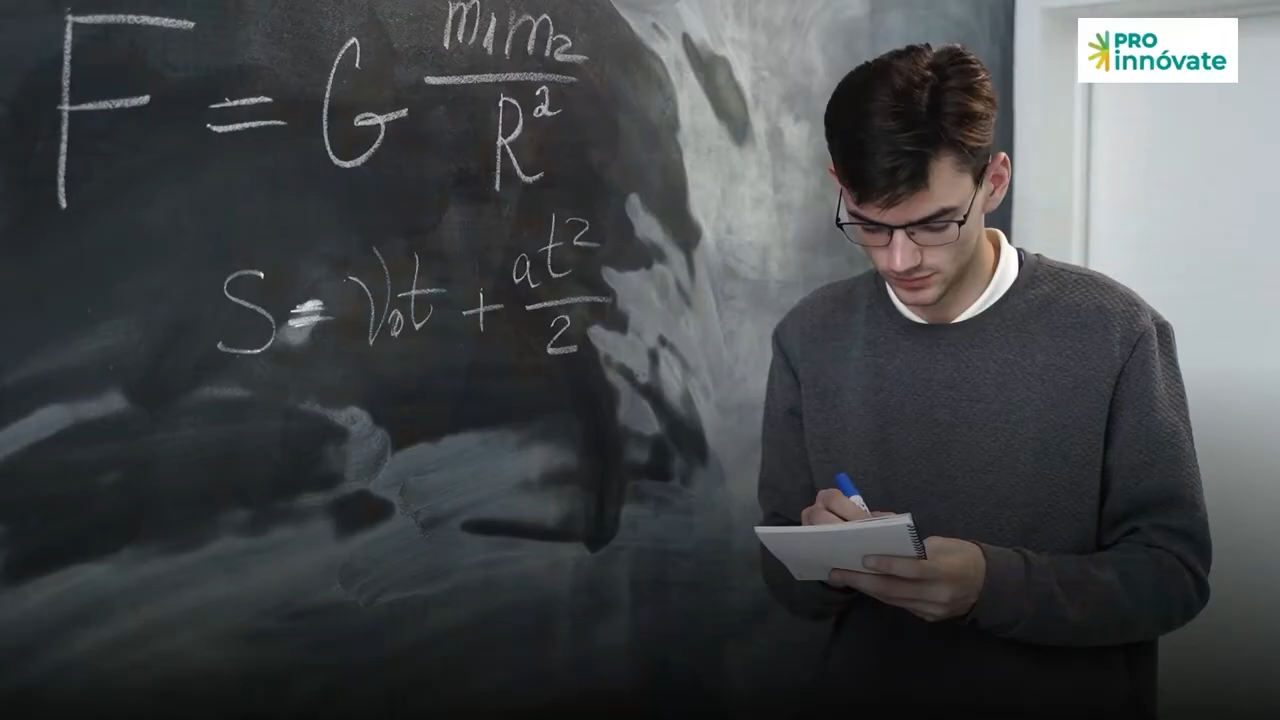 F = G m₁m₂/R²
S = V₀t + at²/2
PRO
innóvate